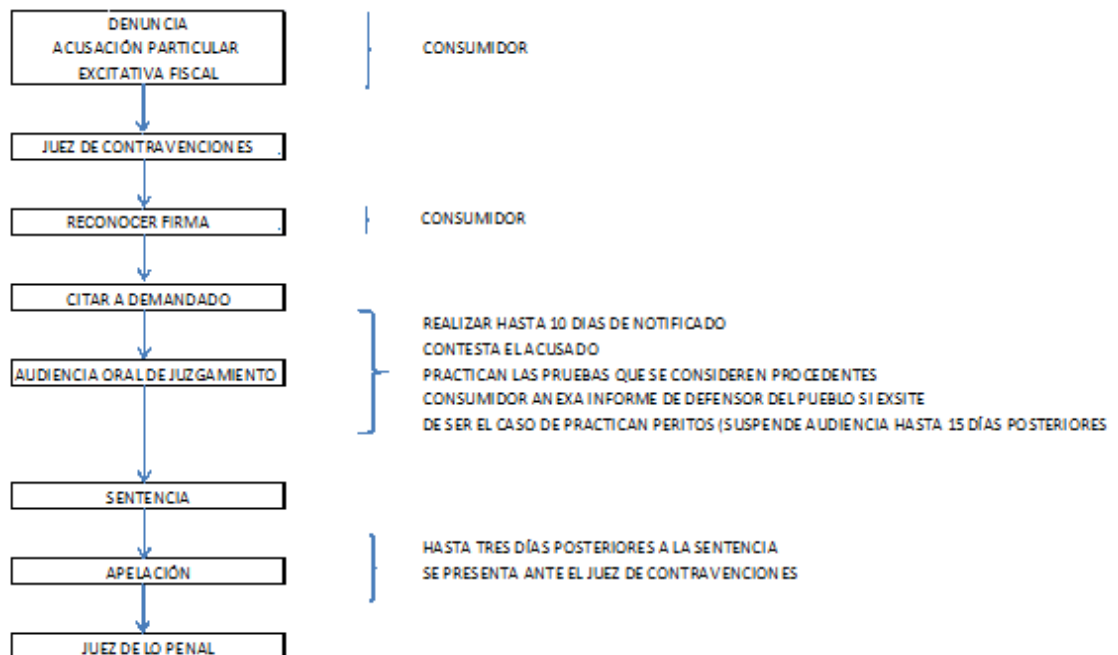 DENUNCIA
ACUSACIÓN PARTICULAR
EXCITATIVA FISCAL
CONSUMIDOR
JUEZ DE CONTRAVENCIONES
RECONOCER FIRMA
CONSUMIDOR
CITAR A DEMANDADO
AUDIENCIA ORAL DE JUZGAMIENTO
REALIZAR HASTA 10 DIAS DE NOTIFICADO
CONTESTA EL ACUSADO
PRACTICAN LAS PRUEBAS QUE SE CONSIDEREN PROCEDENTES
CONSUMIDOR ANEXA INFORME DE DEFENSOR DEL PUEBLO SI EXSITE
DE SER EL CASO DE PRACTICAN PERITOS (SUSPENDE AUDIENCIA HASTA 15 DÍAS POSTERIORES
SENTENCIA
APELACIÓN
HASTA TRES DÍAS POSTERIORES A LA SENTENCIA
SE PRESENTA ANTE EL JUEZ DE CONTRAVENCIONES
JUEZ DE LO PENAL